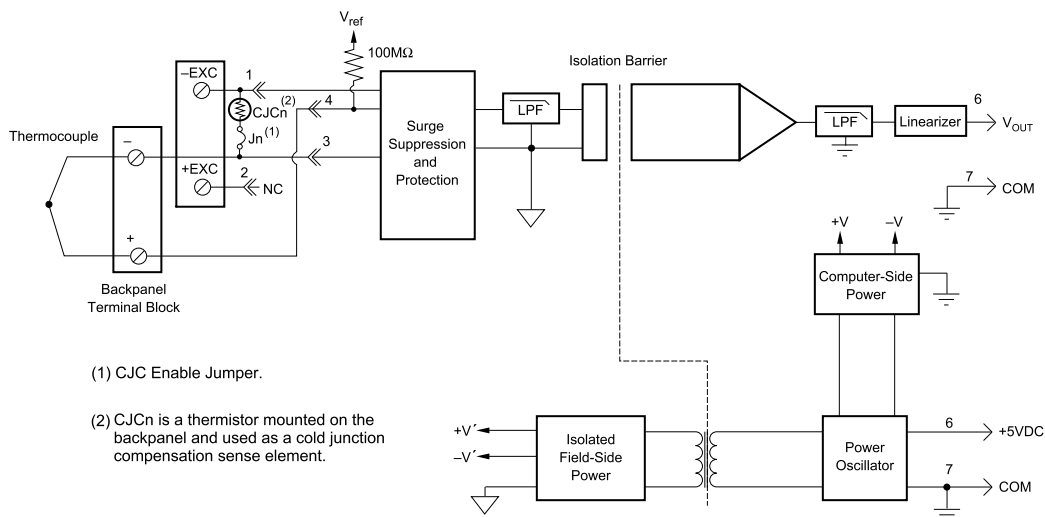 V_ref
100MΩ
Isolation Barrier
–EXC
1
CJCn(2)
4
LPF
6
LPF
Linearizer
V_OUT
Thermocouple
Jn(1)
Surge
Suppression
and
Protection
–
3
+EXC
2
NC
7
COM
+
+V
–V
Computer-Side
Power
Backpanel
Terminal Block
(1) CJC Enable Jumper.
(2) CJCn is a thermistor mounted on the
backpanel and used as a cold junction
compensation sense element.
+V´
–V´
Isolated
Field-Side
Power
Power
Oscillator
6
+5VDC
7
COM